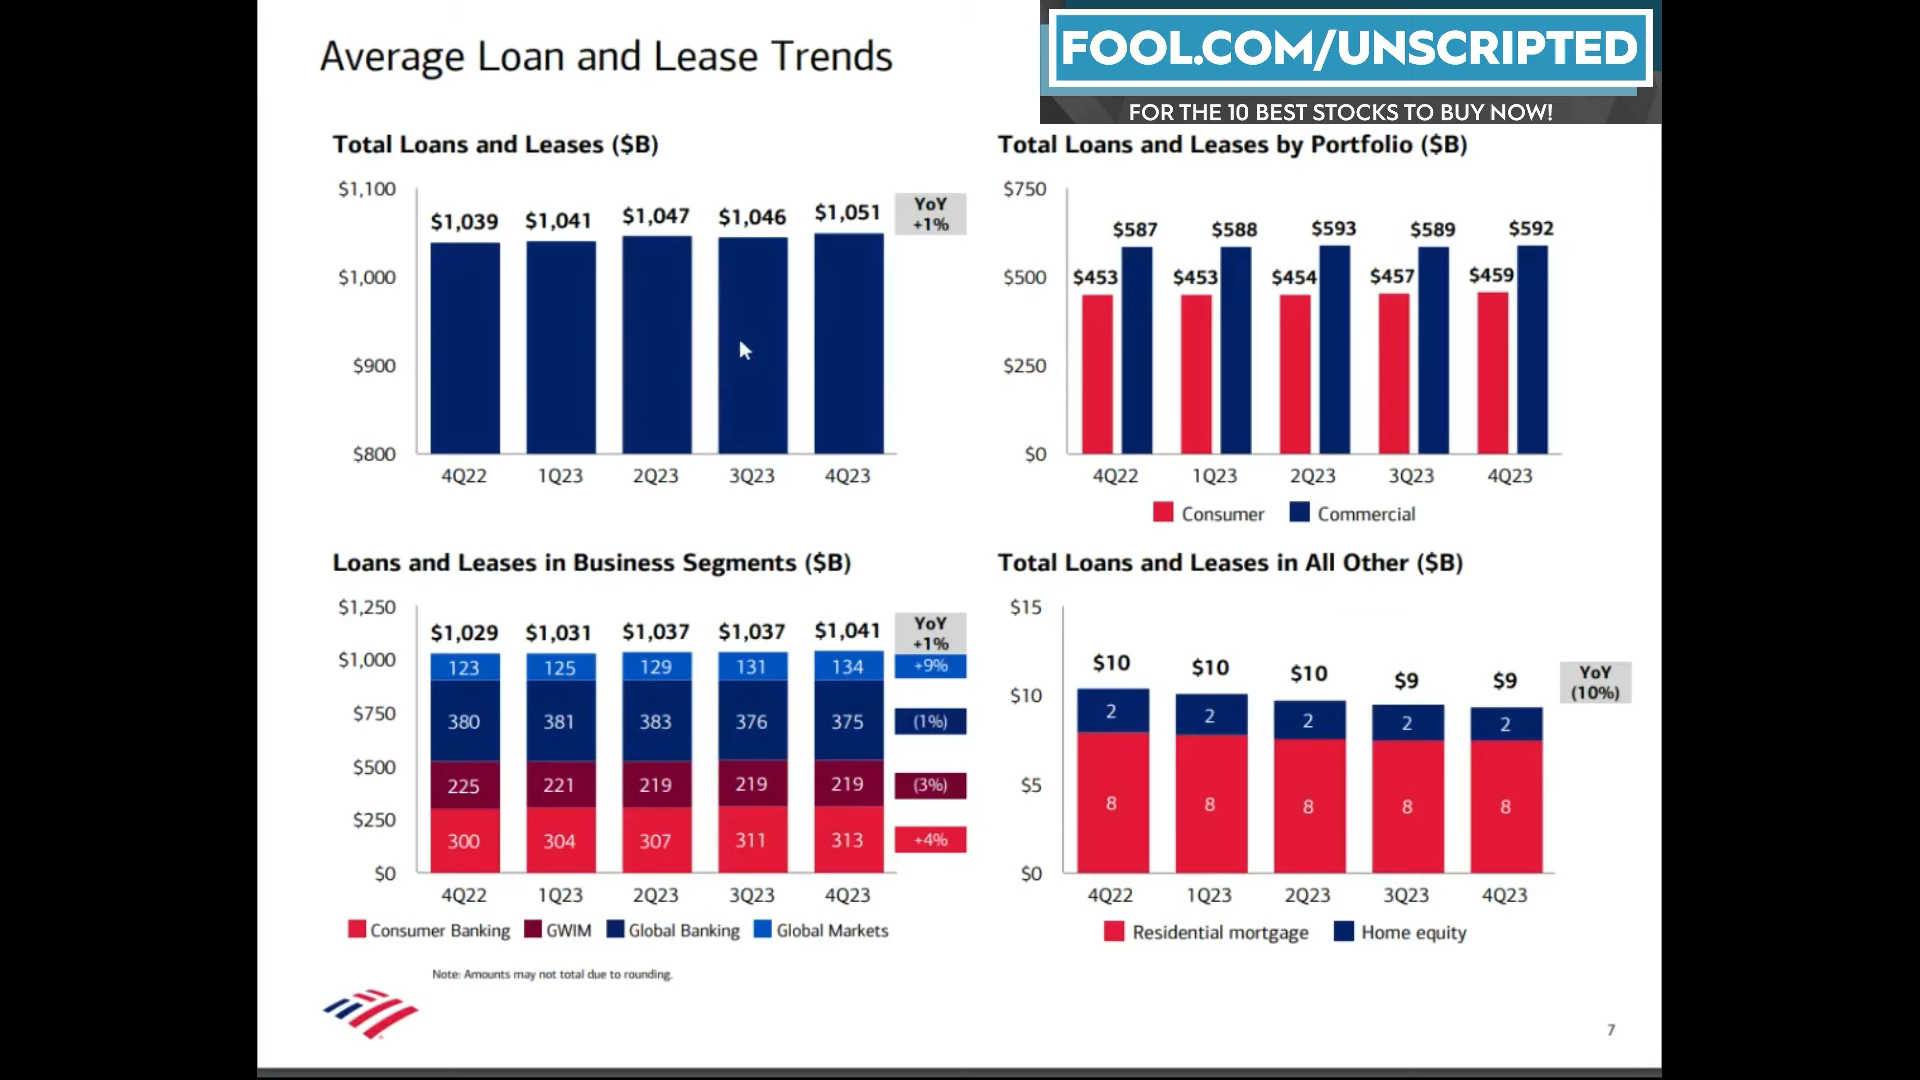 Average Loan and Lease Trends
FOOL.COM/UNSCRIPTED
FOR THE 10 BEST STOCKS TO BUY NOW!
Total Loans and Leases ($B)
$1,100
$1,000
$900
$800
$1,039 $1,041 $1,047 $1,046 $1,051
YoY
+1%
4Q22 1Q23 2Q23 3Q23 4Q23
Total Loans and Leases by Portfolio ($B)
$750
$500
$250
$0
$587 $588 $593 $589 $592
$453 $453 $454 $457 $459
4Q22 1Q23 2Q23 3Q23 4Q23
Consumer Commercial
Loans and Leases in Business Segments ($B)
$1,250
$1,000
$750
$500
$250
$0
$1,029 $1,031 $1,037 $1,037 $1,041
YoY
+1%
123 125 129 131 134 +9%
380 381 383 376 375 (1%)
225 221 219 219 219 (3%)
300 304 307 311 313 +4%
4Q22 1Q23 2Q23 3Q23 4Q23
Consumer Banking GWIM Global Banking Global Markets
Total Loans and Leases in All Other ($B)
$15
$10
$5
$0
$10 $10 $10 $9 $9
YoY
(10%)
2 2 2 2 2
8 8 8 8 8
4Q22 1Q23 2Q23 3Q23 4Q23
Residential mortgage Home equity
Note: Amounts may not total due to rounding.
7